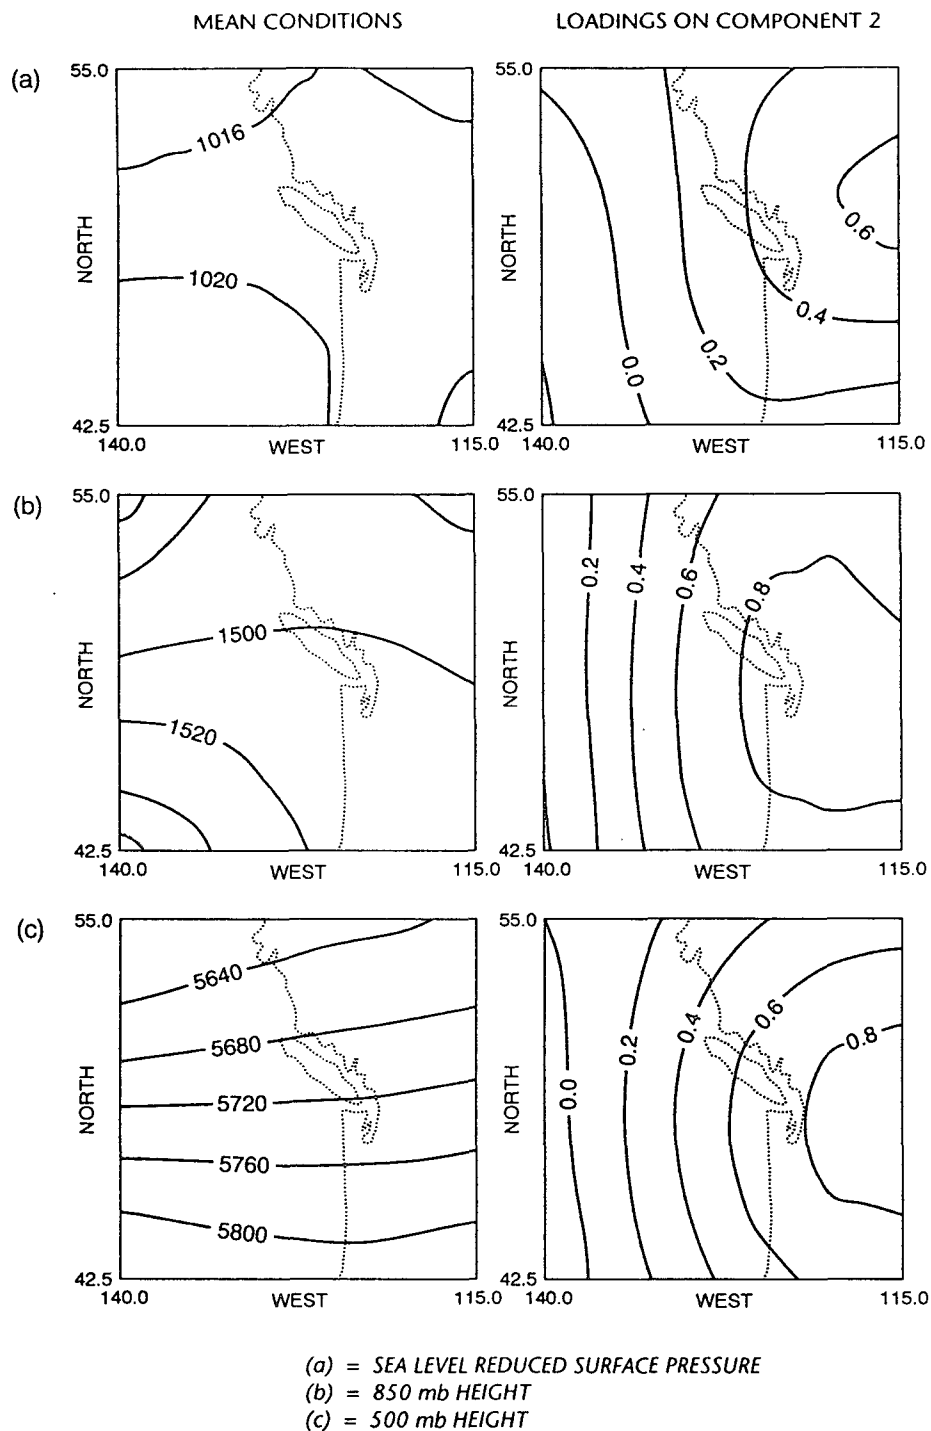 MEAN CONDITIONS
LOADINGS ON COMPONENT 2
(a)
55.0
1016
1020
NORTH
42.5
140.0
WEST
115.0
55.0
0.6
0.4
0.2
0.0
NORTH
42.5
140.0
WEST
115.0
(b)
55.0
1500
1520
NORTH
42.5
140.0
WEST
115.0
55.0
0.2
0.4
0.6
0.8
NORTH
42.5
140.0
WEST
115.0
(c)
55.0
5640
5680
5720
5760
5800
NORTH
42.5
140.0
WEST
115.0
55.0
0.0
0.2
0.4
0.6
0.8
NORTH
42.5
140.0
WEST
115.0
(a) = SEA LEVEL REDUCED SURFACE PRESSURE
(b) = 850 mb HEIGHT
(c) = 500 mb HEIGHT